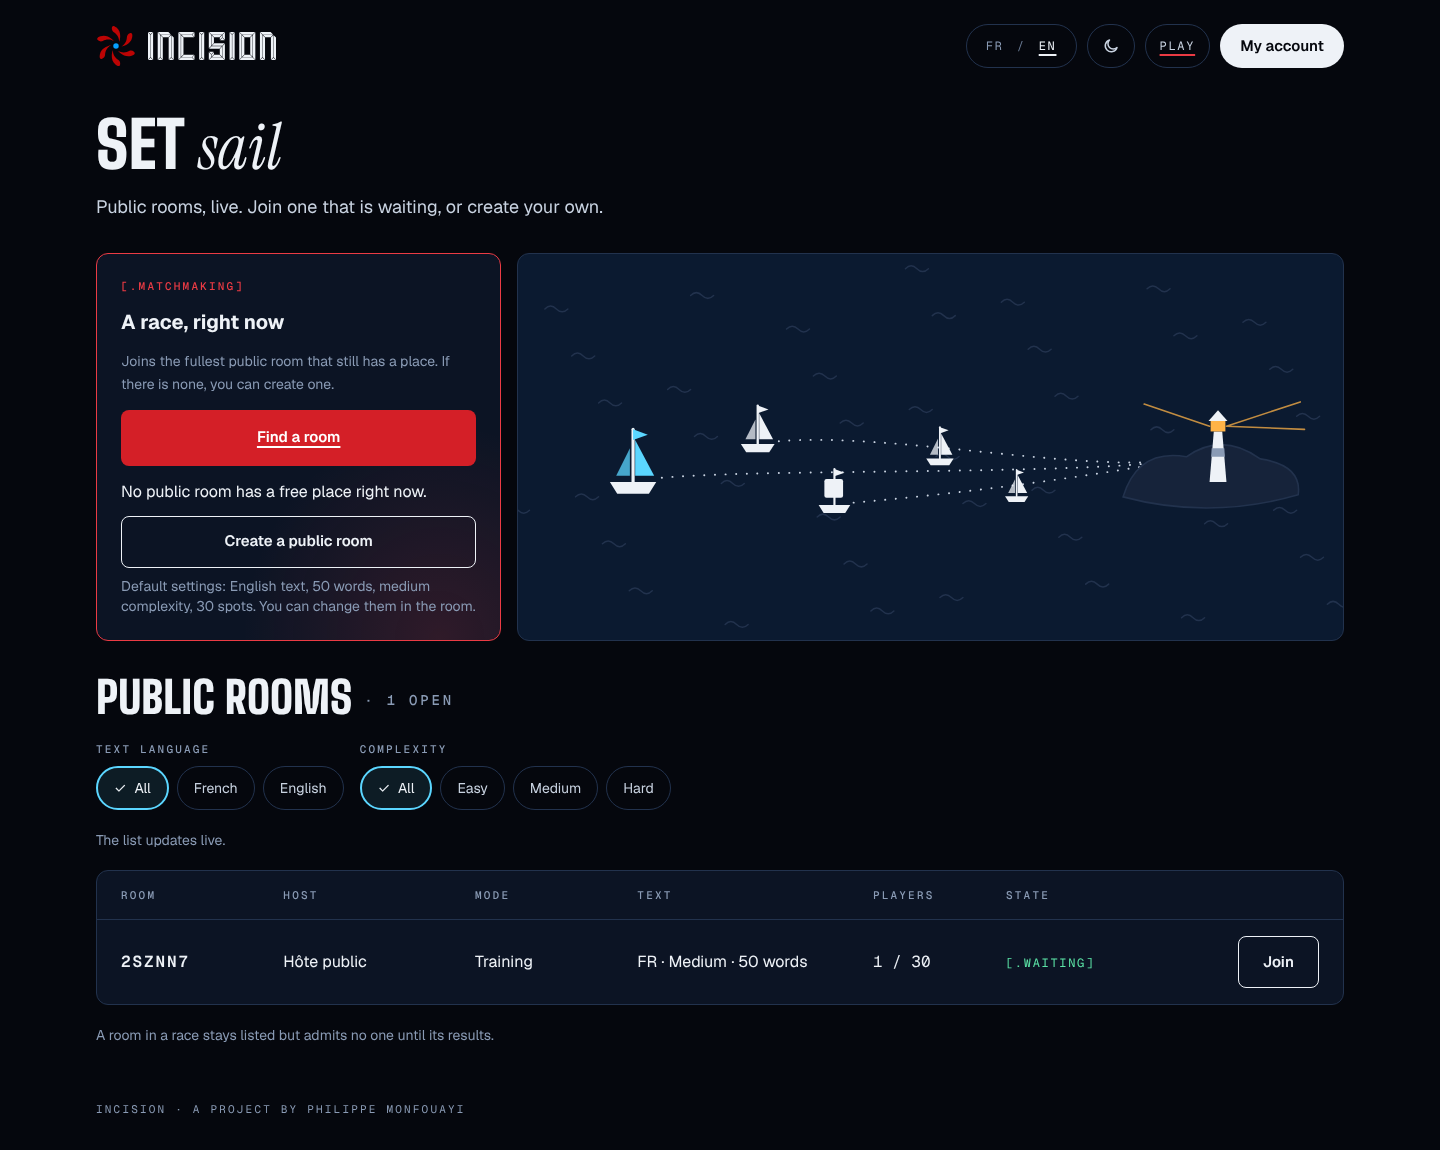 INCISION
FR / EN
PLAY
My account
SET sail
Public rooms, live. Join one that is waiting, or create your own.
[.MATCHMAKING]
A race, right now
Joins the fullest public room that still has a place. If
there is none, you can create one.
Find a room
No public room has a free place right now.
Create a public room
Default settings: English text, 50 words, medium
complexity, 30 spots. You can change them in the room.
PUBLIC ROOMS · 1 OPEN
TEXT LANGUAGE
All French English
COMPLEXITY
All Easy Medium Hard
The list updates live.
ROOM HOST MODE TEXT PLAYERS STATE
2SZNN7 Hôte public Training FR · Medium · 50 words 1 / 30 [.WAITING] Join
A room in a race stays listed but admits no one until its results.
INCISION · A PROJECT BY PHILIPPE MONFOUAYI